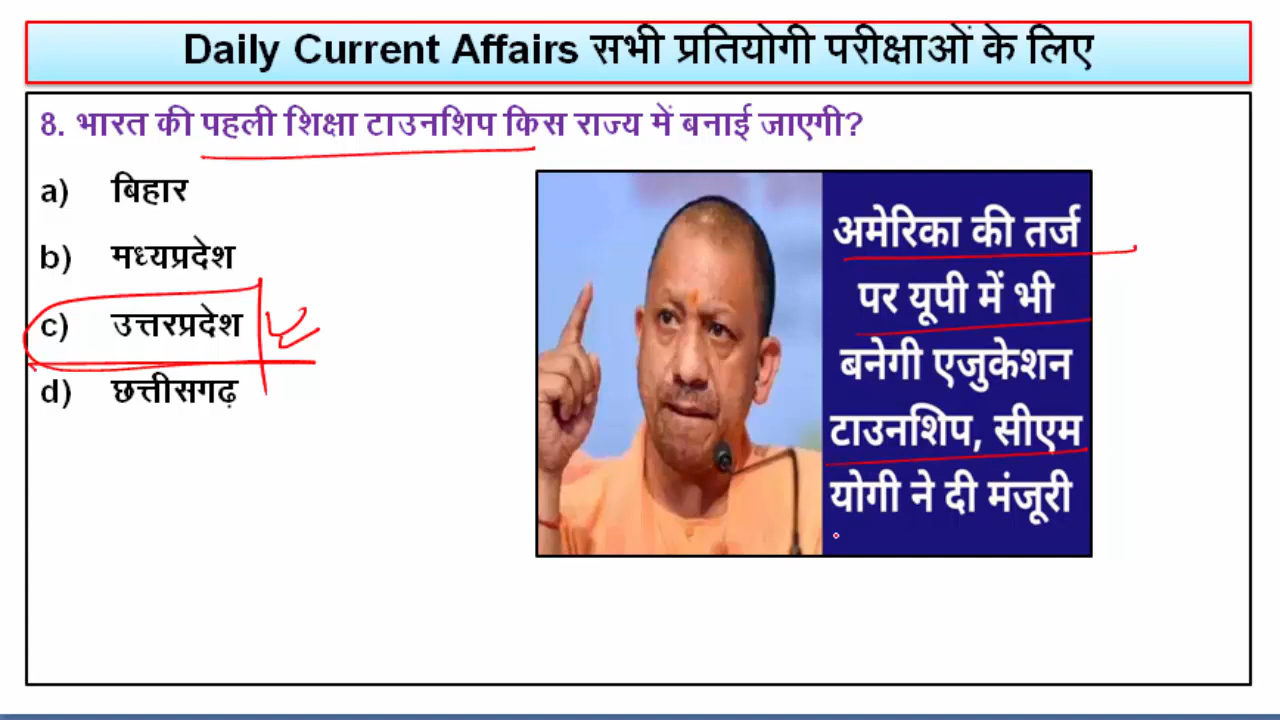 Daily Current Affairs सभी प्रतियोगी परीक्षाओं के लिए
8. भारत की पहली शिक्षा टाउनशिप किस राज्य में बनाई जाएगी?
a) बिहार
b) मध्यप्रदेश
c) उत्तरप्रदेश
d) छत्तीसगढ़
अमेरिका की तर्ज
पर यूपी में भी
बनेगी एजुकेशन
टाउनशिप, सीएम
योगी ने दी मंजूरी